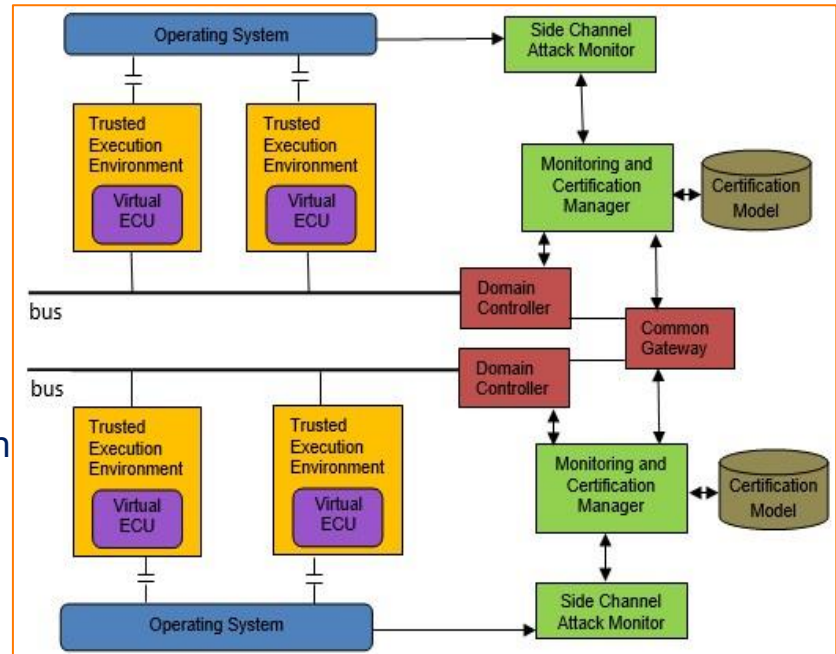 Operating System
Side Channel
Attack Monitor
Trusted
Execution
Environment
Virtual
ECU
Trusted
Execution
Environment
Virtual
ECU
Monitoring and
Certification
Manager
Certification
Model
Domain
Controller
bus
Common
Gateway
Domain
Controller
bus
Trusted
Execution
Environment
Virtual
ECU
Trusted
Execution
Environment
Virtual
ECU
Monitoring and
Certification
Manager
Certification
Model
Operating System
Side Channel
Attack Monitor